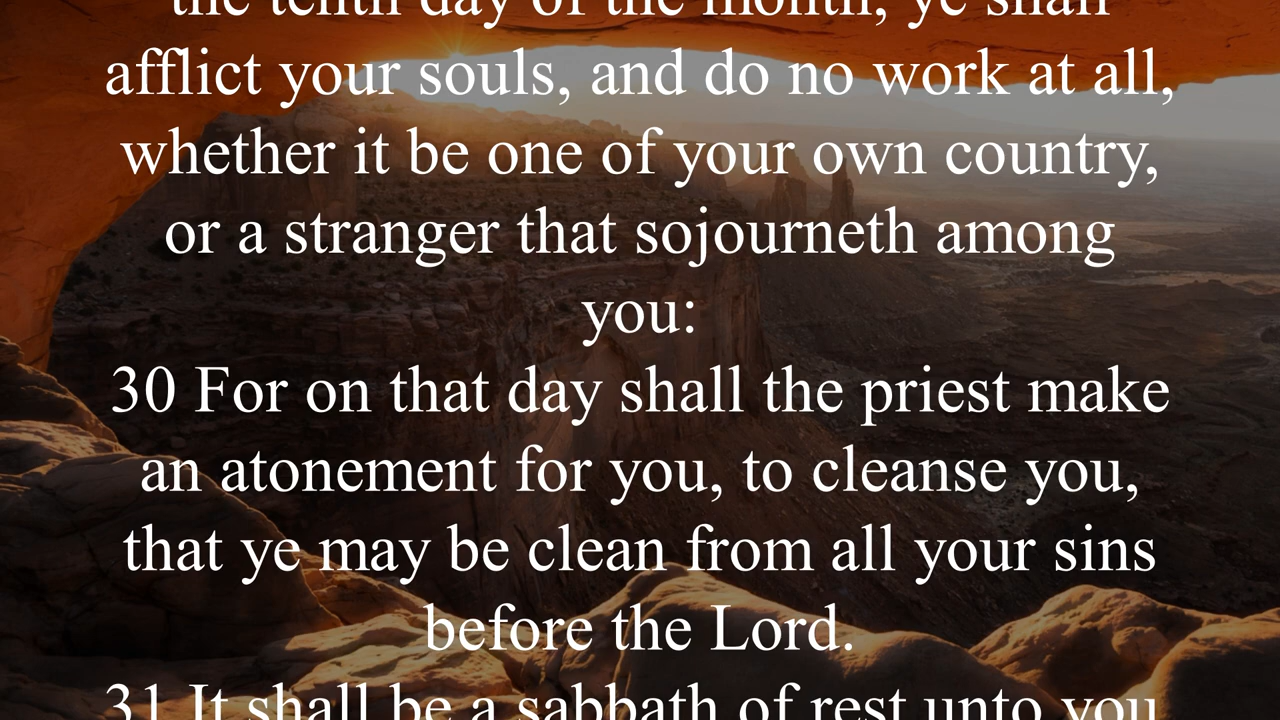 the tenth day of the month, ye shall
afflict your souls, and do no work at all,
whether it be one of your own country,
or a stranger that sojourneth among
you:
30 For on that day shall the priest make
an atonement for you, to cleanse you,
that ye may be clean from all your sins
before the Lord.
31 It shall be a sabbath of rest unto you,